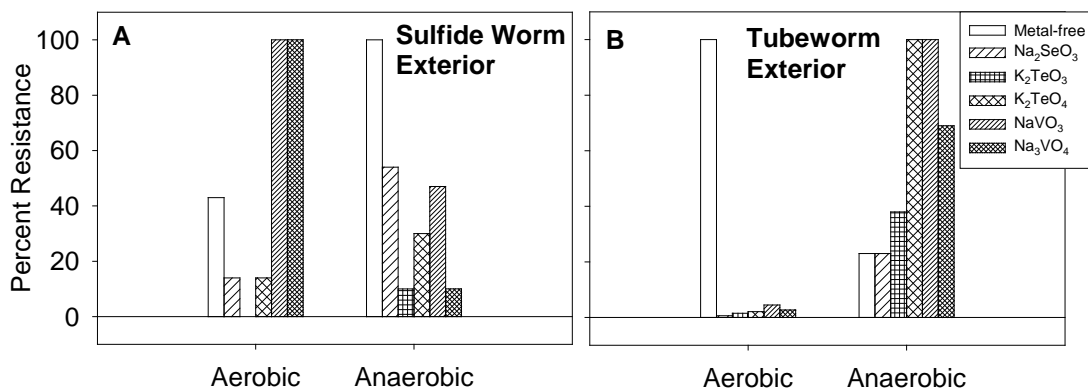 Percent Resistance
100
80
60
40
20
0
A
Sulfide Worm
Exterior
Aerobic
Anaerobic
B
Tubeworm
Exterior
Aerobic
Anaerobic
Metal-free
Na₂SeO₃
K₂TeO₃
K₂TeO₄
NaVO₃
Na₃VO₄